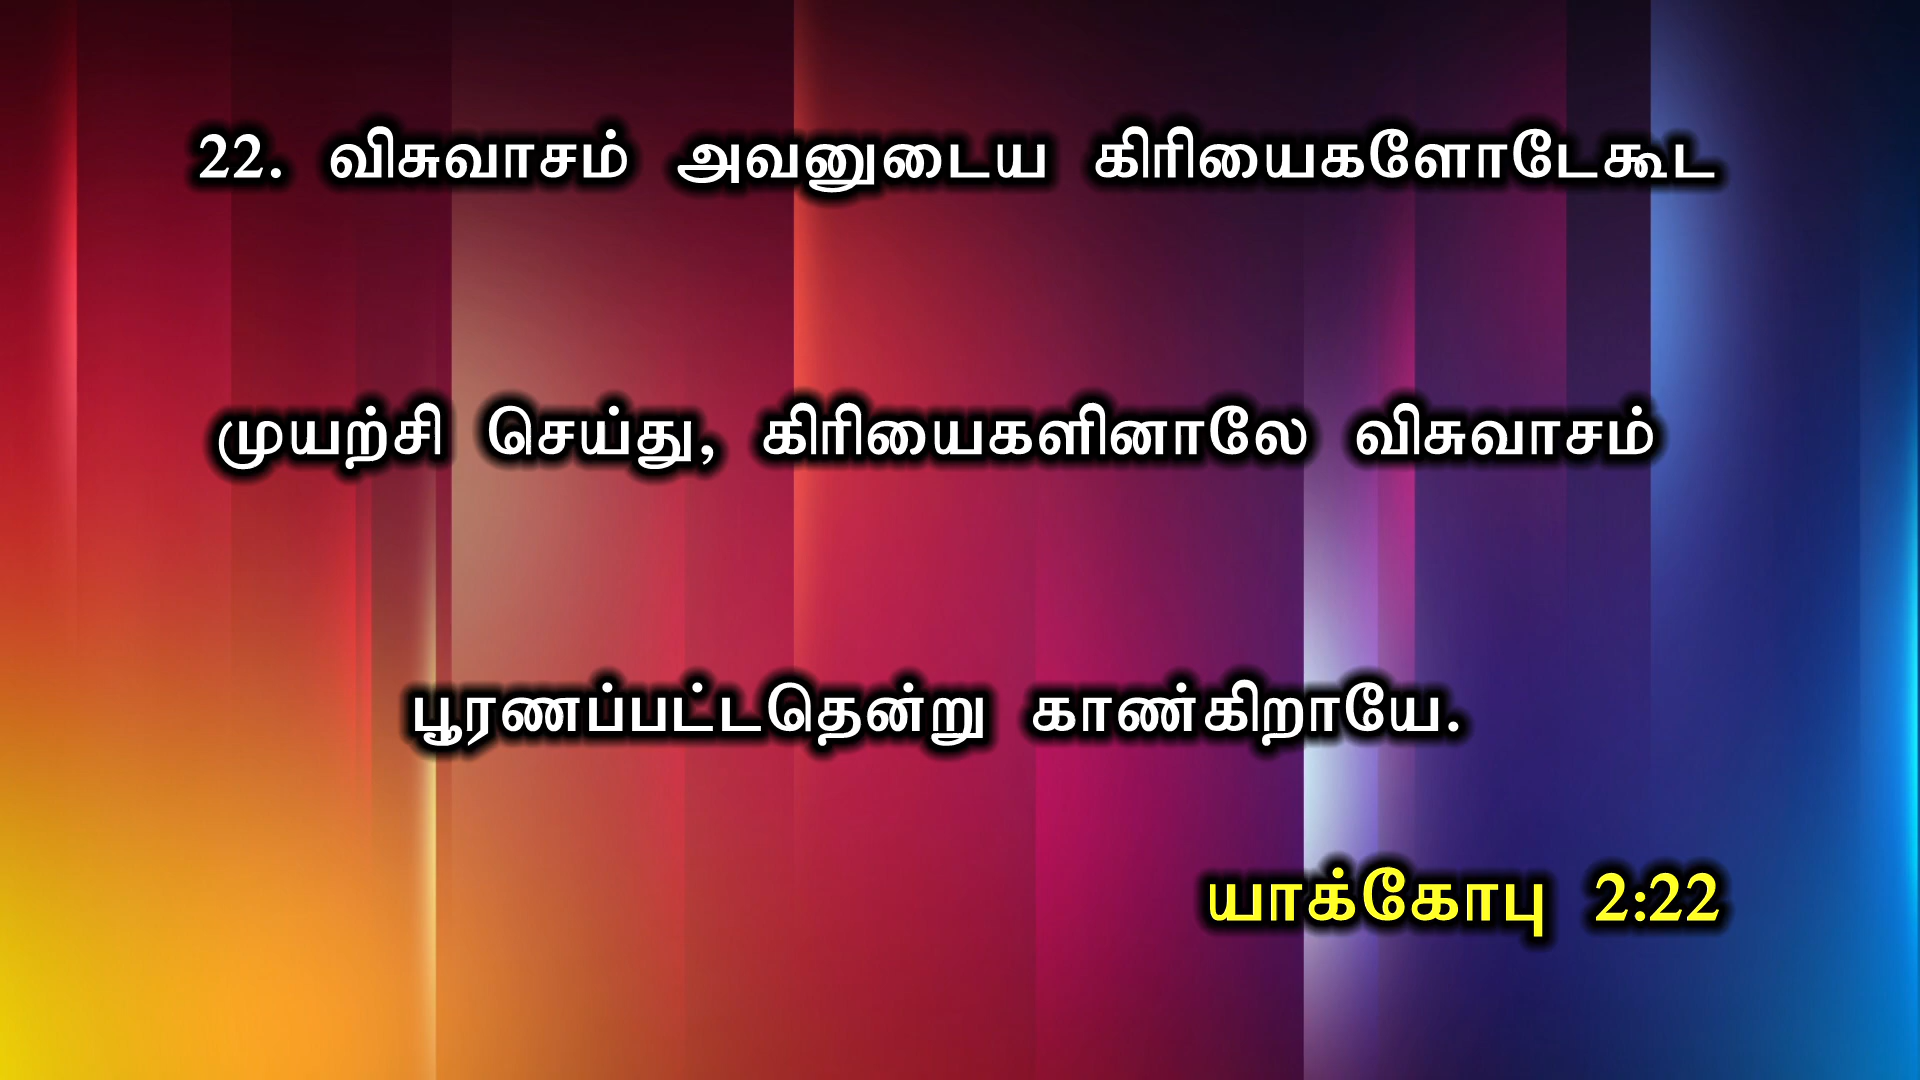 22. விசுவாசம் அவனுடைய கிரியைகளோடேகூட
முயற்சி செய்து, கிரியைகளினாலே விசுவாசம்
பூரணப்பட்டதென்று காண்கிறாயே.
யாக்கோபு 2:22